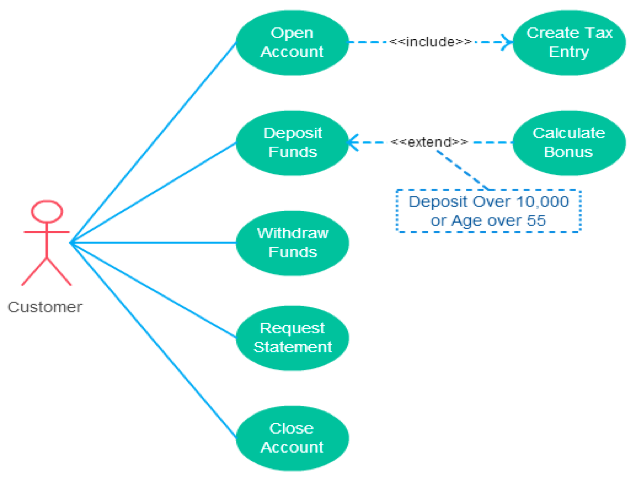 Open
Account
<<include>>
Create Tax
Entry
Deposit
Funds
<<extend>>
Calculate
Bonus
Deposit Over 10,000
or Age over 55
Withdraw
Funds
Customer
Request
Statement
Close
Account